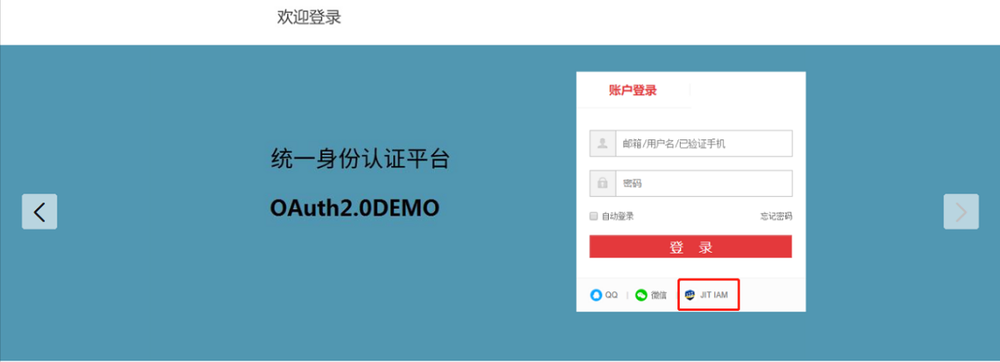 欢迎登录
统一身份认证平台
OAuth2.0DEMO
账户登录
邮箱/用户名/已验证手机
密码
自动登录 忘记密码
登 录
QQ | 微信 | JIT IAM